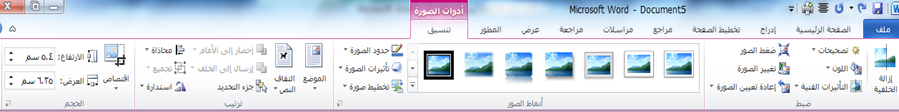 Microsoft Word - Document5
أدوات الصورة
ملف الصفحة الرئيسية إدراج تخطيط الصفحة مراجع مراسلات مراجعة عرض المطور تنسيق
إزالة الخلفية
تصحيحات
اللون
التأثيرات الفنية
ضغط الصور
تغيير الصورة
إعادة تعيين الصورة
ضبط
أنماط الصور
حدود الصورة
تأثيرات الصورة
تخطيط صورة
الموضع
التفاف النص
إحضار إلى الأمام
إرسال إلى الخلف
جزء التحديد
محاذاة
تجميع
استدارة
ترتيب
اقتصاص
الارتفاع: ٥.٤ سم
العرض: ٦.٣٥ سم
الحجم